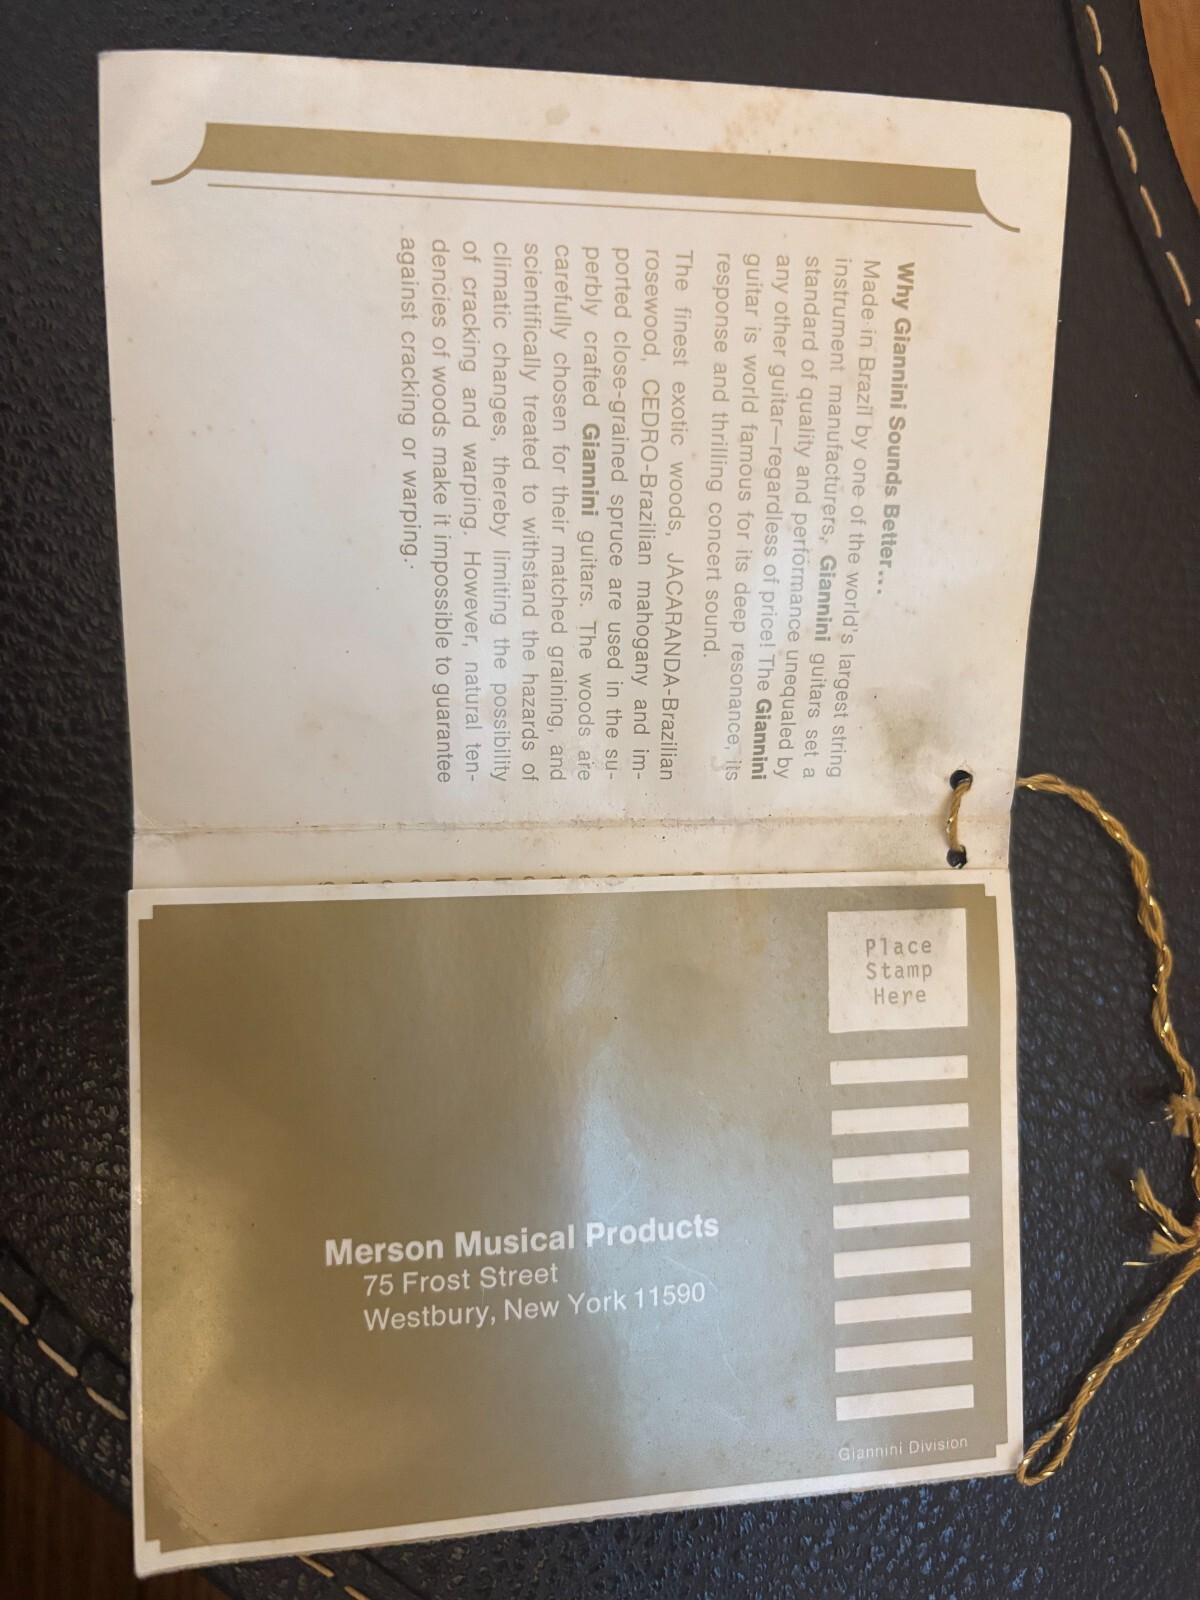 Why Giannini Sounds Better...
Made in Brazil by one of the world's largest string
instrument manufacturers, Giannini guitars set a
standard of quality and performance unequaled by
any other guitar—regardless of price! The Giannini
guitar is world famous for its deep resonance, its
response and thrilling concert sound.
The finest exotic woods, JACARANDA-Brazilian
rosewood, CEDRO-Brazilian mahogany and im-
ported close-grained spruce are used in the su-
perbly crafted Giannini guitars. The woods are
carefully chosen for their matched graining, and
scientifically treated to withstand the hazards of
climatic changes, thereby limiting the possibility
of cracking and warping. However, natural ten-
dencies of woods make it impossible to guarantee
against cracking or warping.
Place
Stamp
Here
Merson Musical Products
75 Frost Street
Westbury, New York 11590
Giannini Division